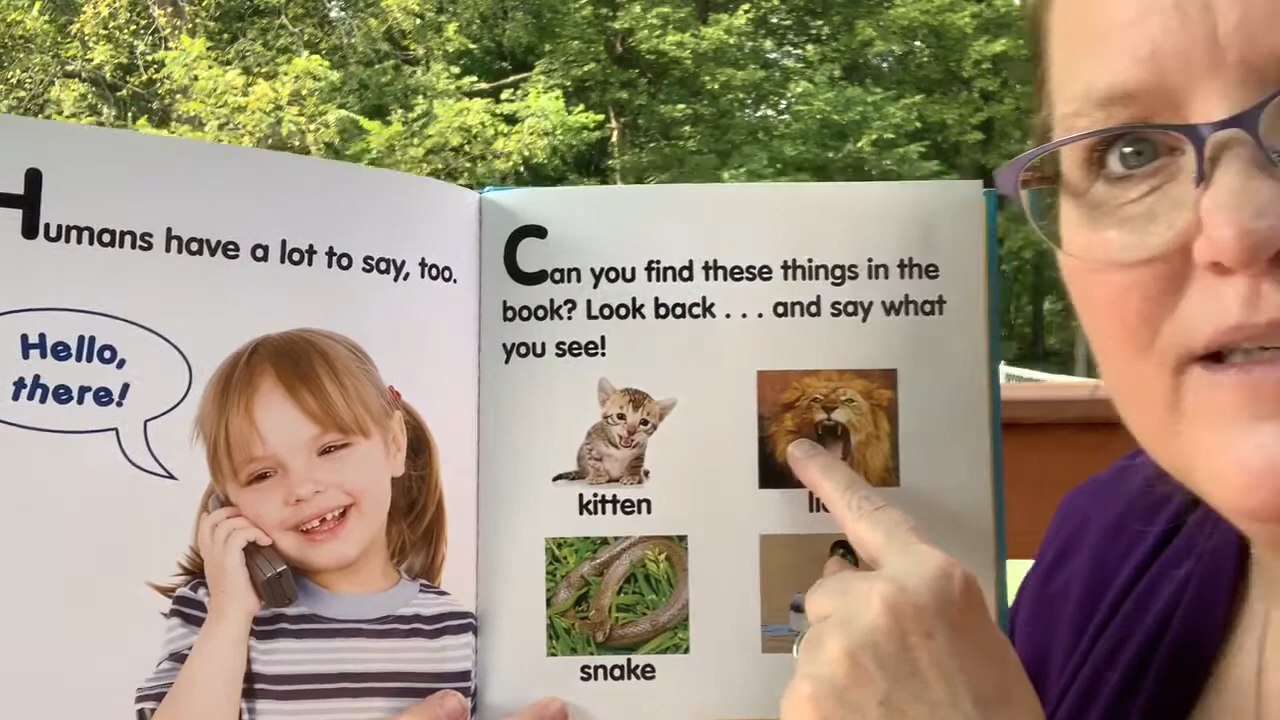 Humans have a lot to say, too.
Hello,
there!
Can you find these things in the
book? Look back . . . and say what
you see!
kitten
snake